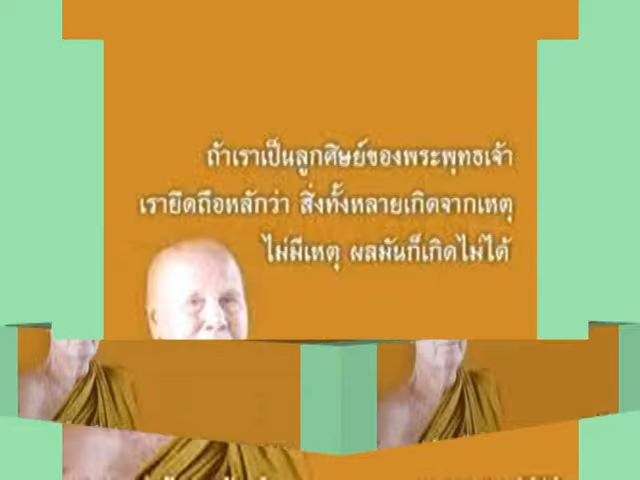 ถ้าเราเป็นลูกศิษย์ของพระพุทธเจ้า
เรายึดถือหลักว่า สิ่งทั้งหลายเกิดจากเหตุ
ไม่มีเหตุ ผลมันก็เกิดไม่ได้